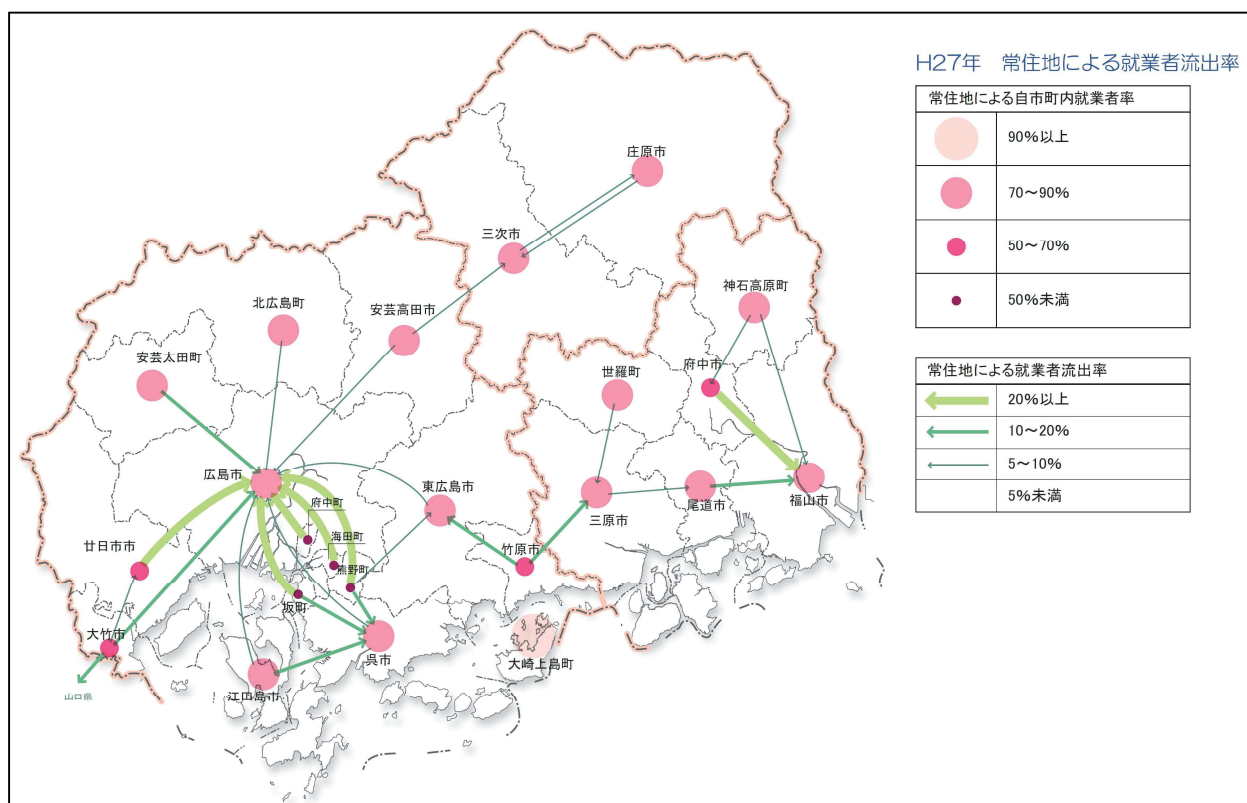 H27年 常住地による就業者流出率
常住地による自市町内就業者率
90%以上
70～90%
50～70%
50%未満
常住地による就業者流出率
20%以上
10～20%
5～10%
5%未満
庄原市
三次市
神石高原町
北広島町
安芸高田市
安芸太田町
世羅町
府中市
広島市
東広島市
府中町
三原市
尾道市
福山市
海田町
廿日市市
熊野町
竹原市
坂町
大竹市
呉市
大崎上島町
江田島市
山口県